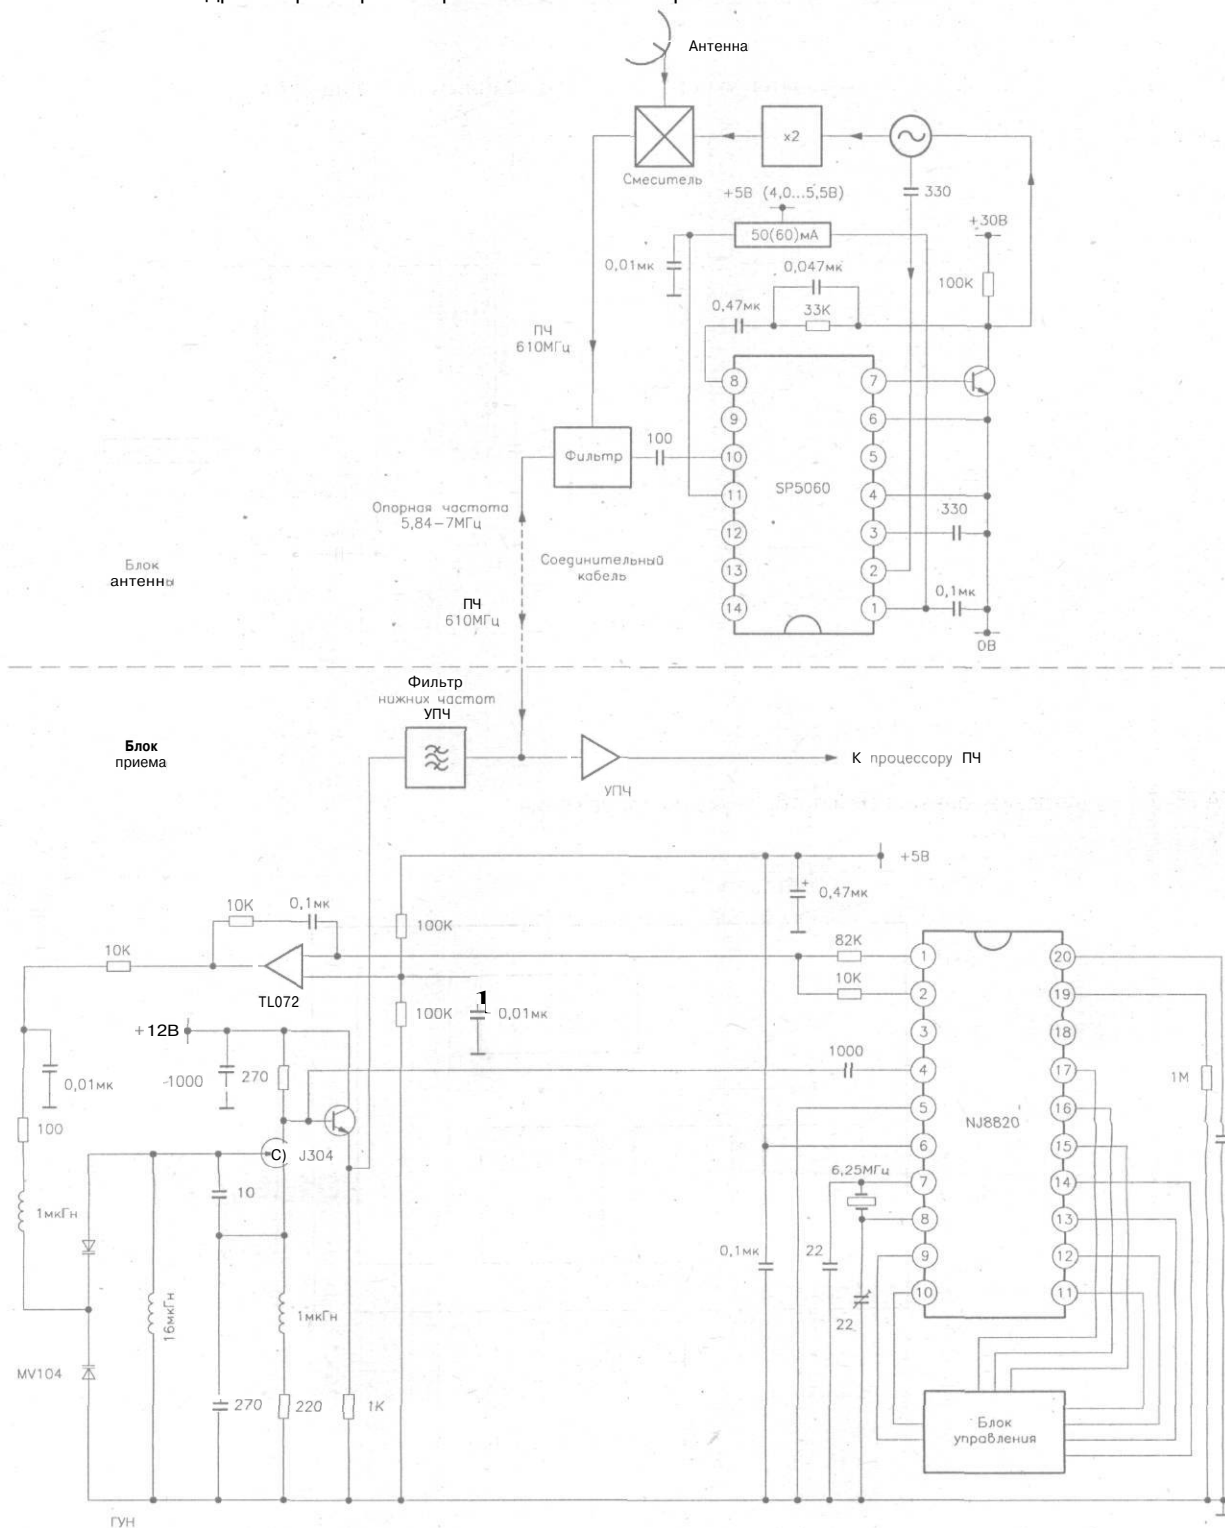 Антенна
x2
Смеситель
330
+5В (4,0...5,5В)
+30В
50(60)мА
0,01мк
0,047мк
100К
0,47мк
33К
ПЧ
610МГц
8
7
9
6
100
Фильтр
10
5
SP5060
11
4
Опорная частота
5,84–7МГц
330
12
3
Соединительный
кабель
Блок
антенны
13
2
ПЧ
610МГц
14
1
0,1мк
0В
Фильтр
нижних частот
УПЧ
Блок
приема
К процессору ПЧ
УПЧ
+5В
0,47мк
10К
0,1мк
100К
82К
1
20
10К
10К
2
19
TL072
100К
1
0,01мк
3
18
+12В
1000
4
17
0,01мк
-1000
270
1М
5
16
NJ8820
100
С)
J304
6
15
6,25МГц
7
14
10
1мкГн
8
13
0,1мк
22
9
12
10
11
16мкГн
1мкГн
22
MV104
270
220
1К
Блок
управления
ГУН